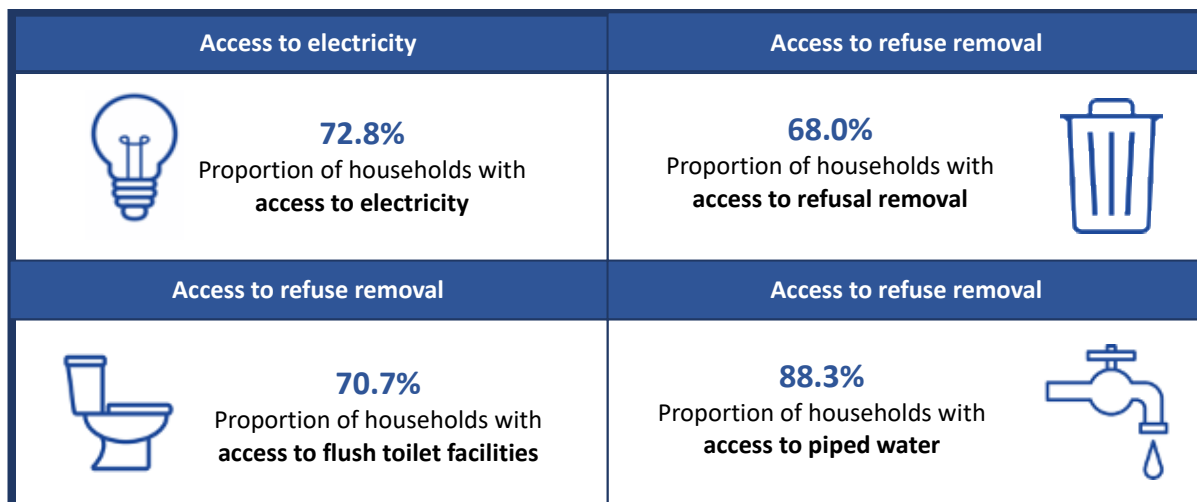 Access to electricity
Access to refuse removal
72.8%
Proportion of households with
access to electricity
68.0%
Proportion of households with
access to refusal removal
Access to refuse removal
Access to refuse removal
70.7%
Proportion of households with
access to flush toilet facilities
88.3%
Proportion of households with
access to piped water